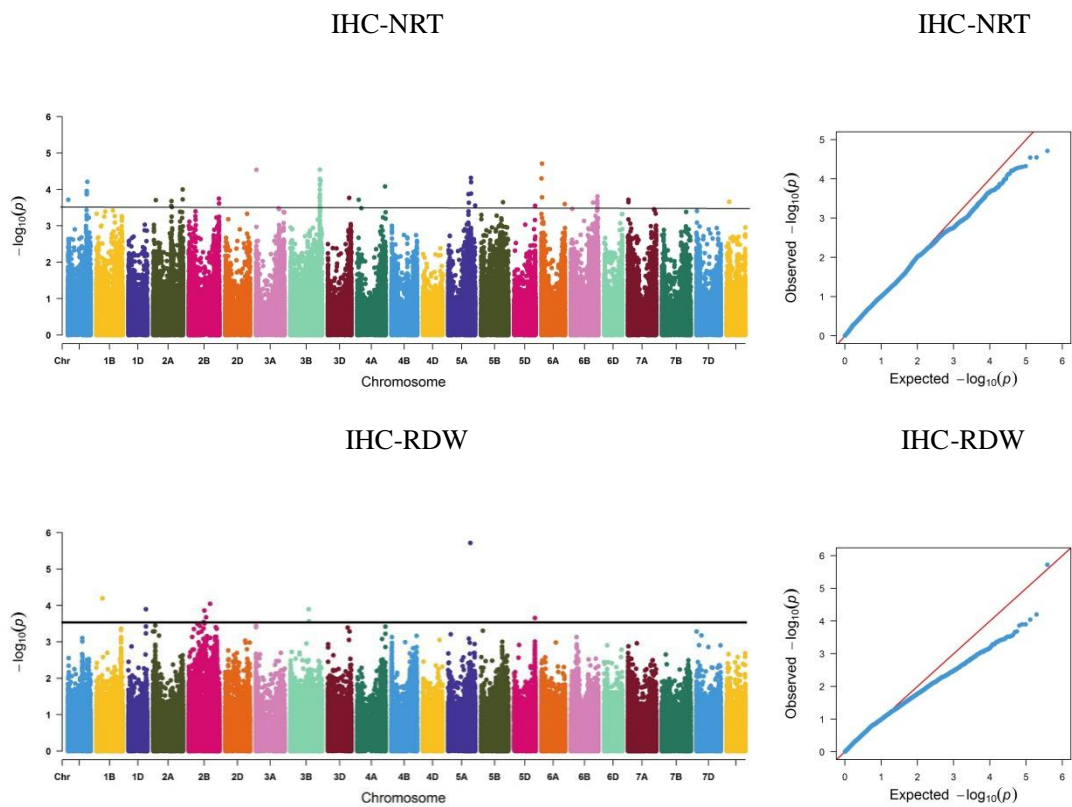 IHC-NRT
IHC-NRT
6
5
4
3
2
1
0
−log10(p)
Chr 1B 1D 2A 2B 2D 3A 3B 3D 4A 4B 4D 5A 5B 5D 6A 6B 6D 7A 7B 7D
Chromosome
5
4
3
2
1
0
Observed −log10(p)
0 1 2 3 4 5 6
Expected −log10(p)
IHC-RDW
IHC-RDW
6
5
4
3
2
1
0
−log10(p)
Chr 1B 1D 2A 2B 2D 3A 3B 3D 4A 4B 4D 5A 5B 5D 6A 6B 6D 7A 7B 7D
Chromosome
6
5
4
3
2
1
0
Observed −log10(p)
0 1 2 3 4 5 6
Expected −log10(p)